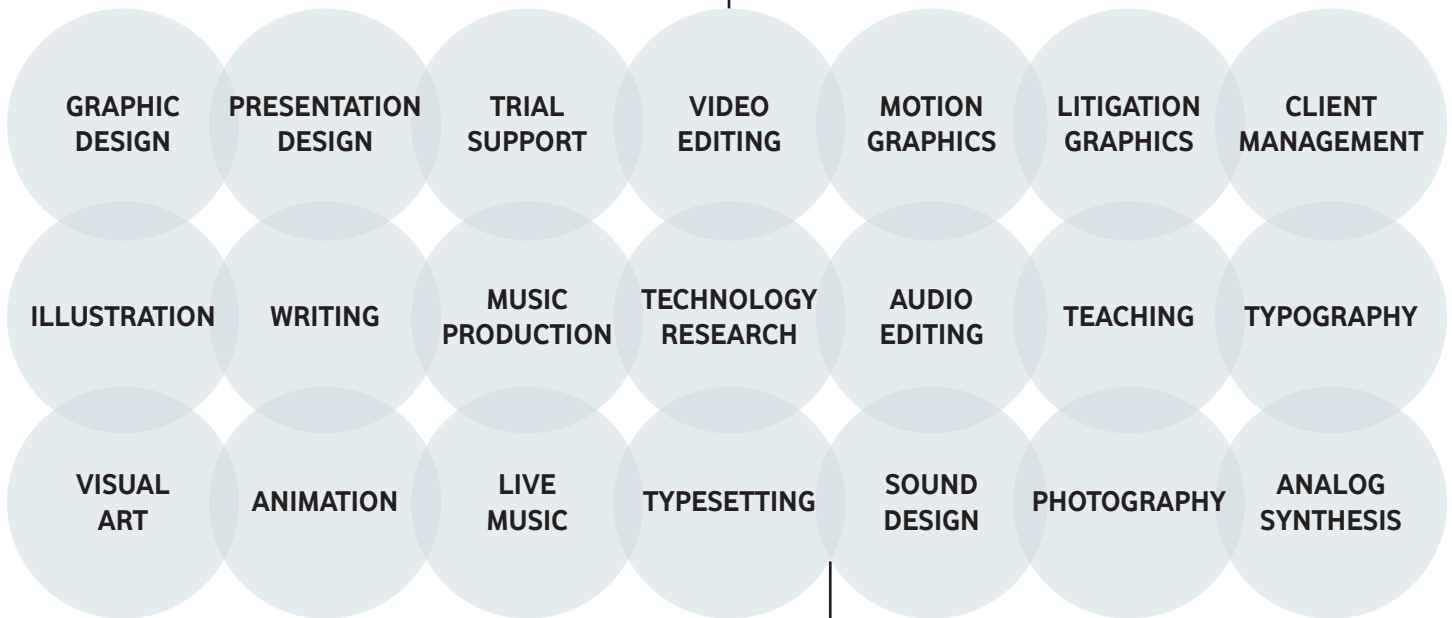 GRAPHIC
DESIGN
PRESENTATION
DESIGN
TRIAL
SUPPORT
VIDEO
EDITING
MOTION
GRAPHICS
LITIGATION
GRAPHICS
CLIENT
MANAGEMENT
ILLUSTRATION
WRITING
MUSIC
PRODUCTION
TECHNOLOGY
RESEARCH
AUDIO
EDITING
TEACHING
TYPOGRAPHY
VISUAL
ART
ANIMATION
LIVE
MUSIC
TYPESETTING
SOUND
DESIGN
PHOTOGRAPHY
ANALOG
SYNTHESIS